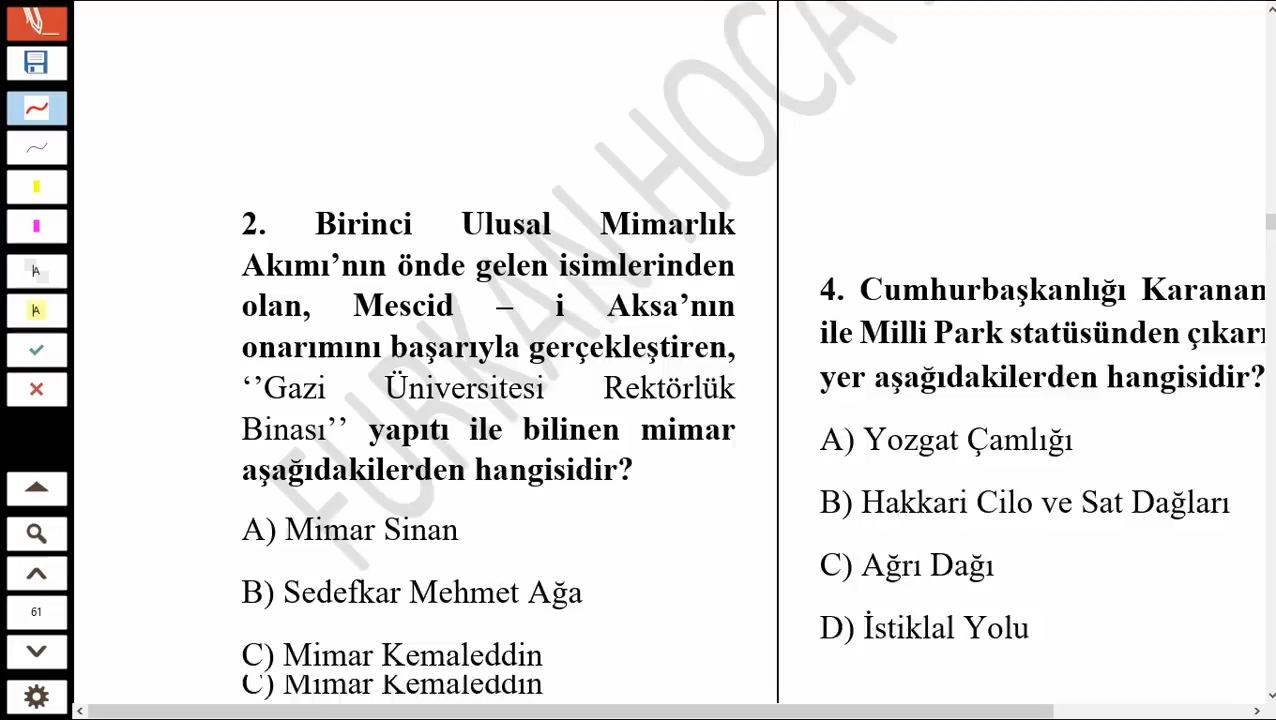 FURKAN HOCA
2. Birinci Ulusal Mimarlık
Akımı’nın önde gelen isimlerinden
olan, Mescid – i Aksa’nın
onarımını başarıyla gerçekleştiren,
‘’Gazi Üniversitesi Rektörlük
Binası’’ yapıtı ile bilinen mimar
aşağıdakilerden hangisidir?
A) Mimar Sinan
B) Sedefkar Mehmet Ağa
C) Mimar Kemaleddin
C) Mimar Kemaleddin
4. Cumhurbaşkanlığı Karanan
ile Milli Park statüsünden çıkarı
yer aşağıdakilerden hangisidir?
A) Yozgat Çamlığı
B) Hakkari Cilo ve Sat Dağları
C) Ağrı Dağı
D) İstiklal Yolu
61